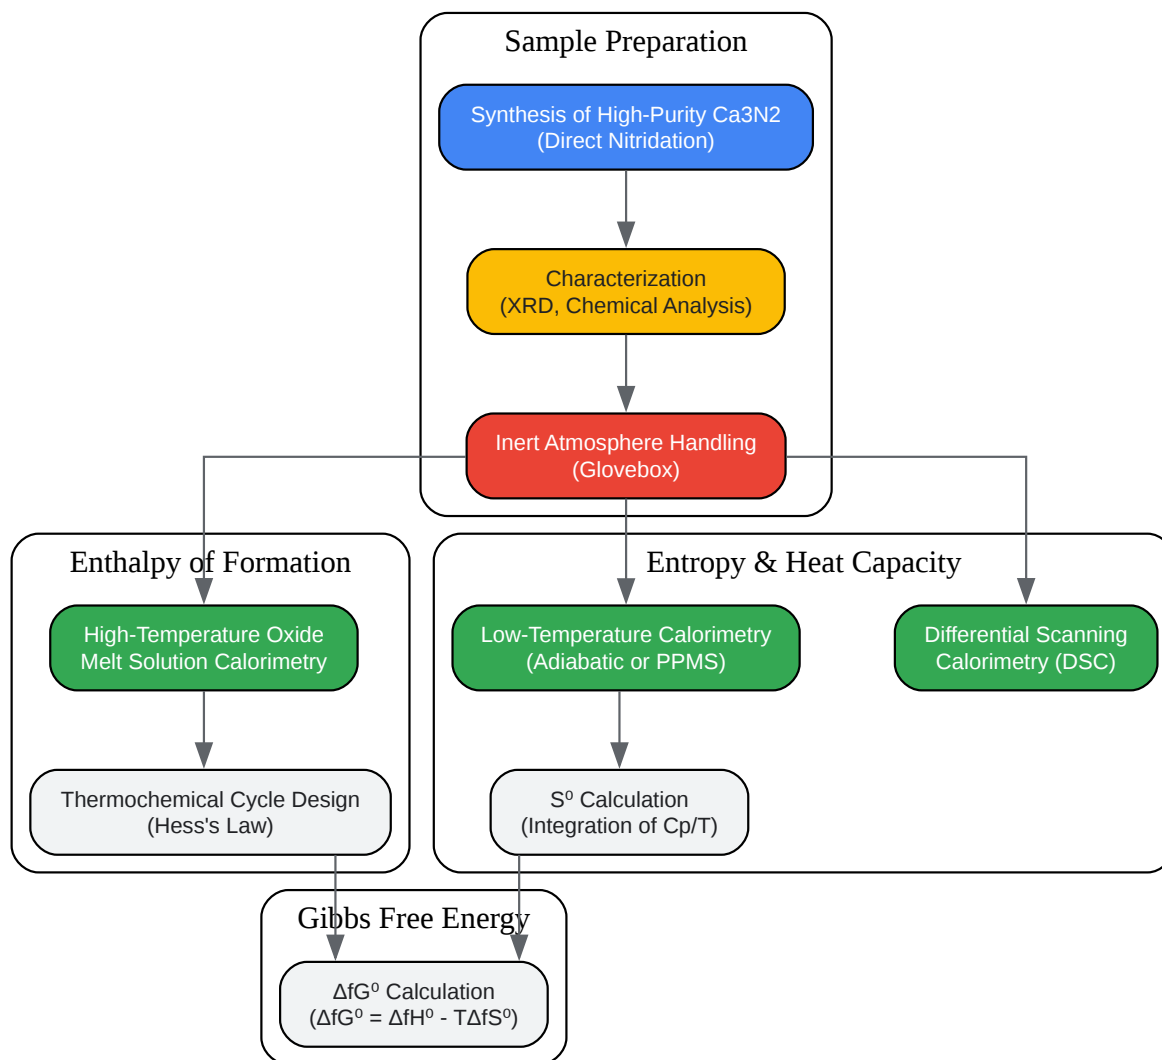 Sample Preparation
Synthesis of High-Purity Ca3N2
(Direct Nitridation)
Characterization
(XRD, Chemical Analysis)
Inert Atmosphere Handling
(Glovebox)
Enthalpy of Formation
High-Temperature Oxide
Melt Solution Calorimetry
Thermochemical Cycle Design
(Hess's Law)
Entropy & Heat Capacity
Low-Temperature Calorimetry
(Adiabatic or PPMS)
Differential Scanning
Calorimetry (DSC)
S⁰ Calculation
(Integration of Cp/T)
Gibbs Free Energy
ΔfG⁰ Calculation
(ΔfG⁰ = ΔfH⁰ - TΔfS⁰)